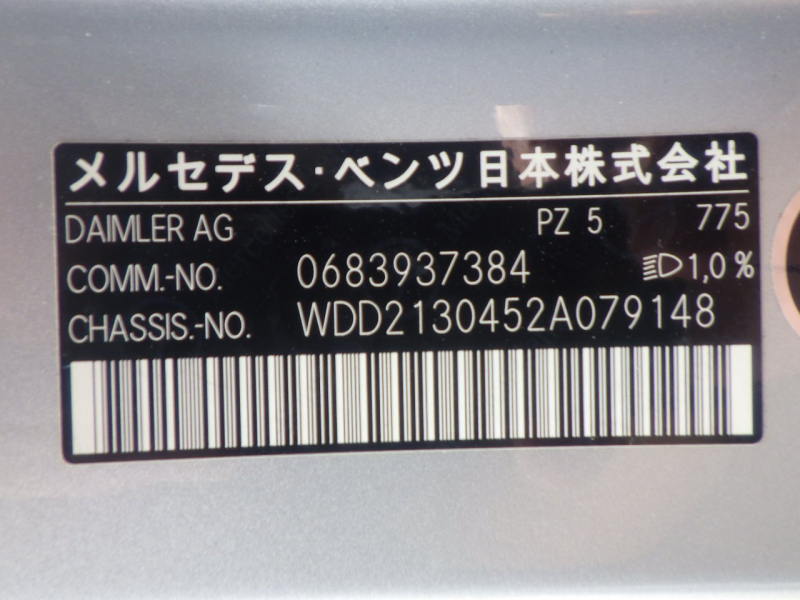 メルセデス・ベンツ日本株式会社
DAIMLER AG PZ 5 775
COMM.-NO. 0683937384 1,0%
CHASSIS.-NO. WDD2130452A079148